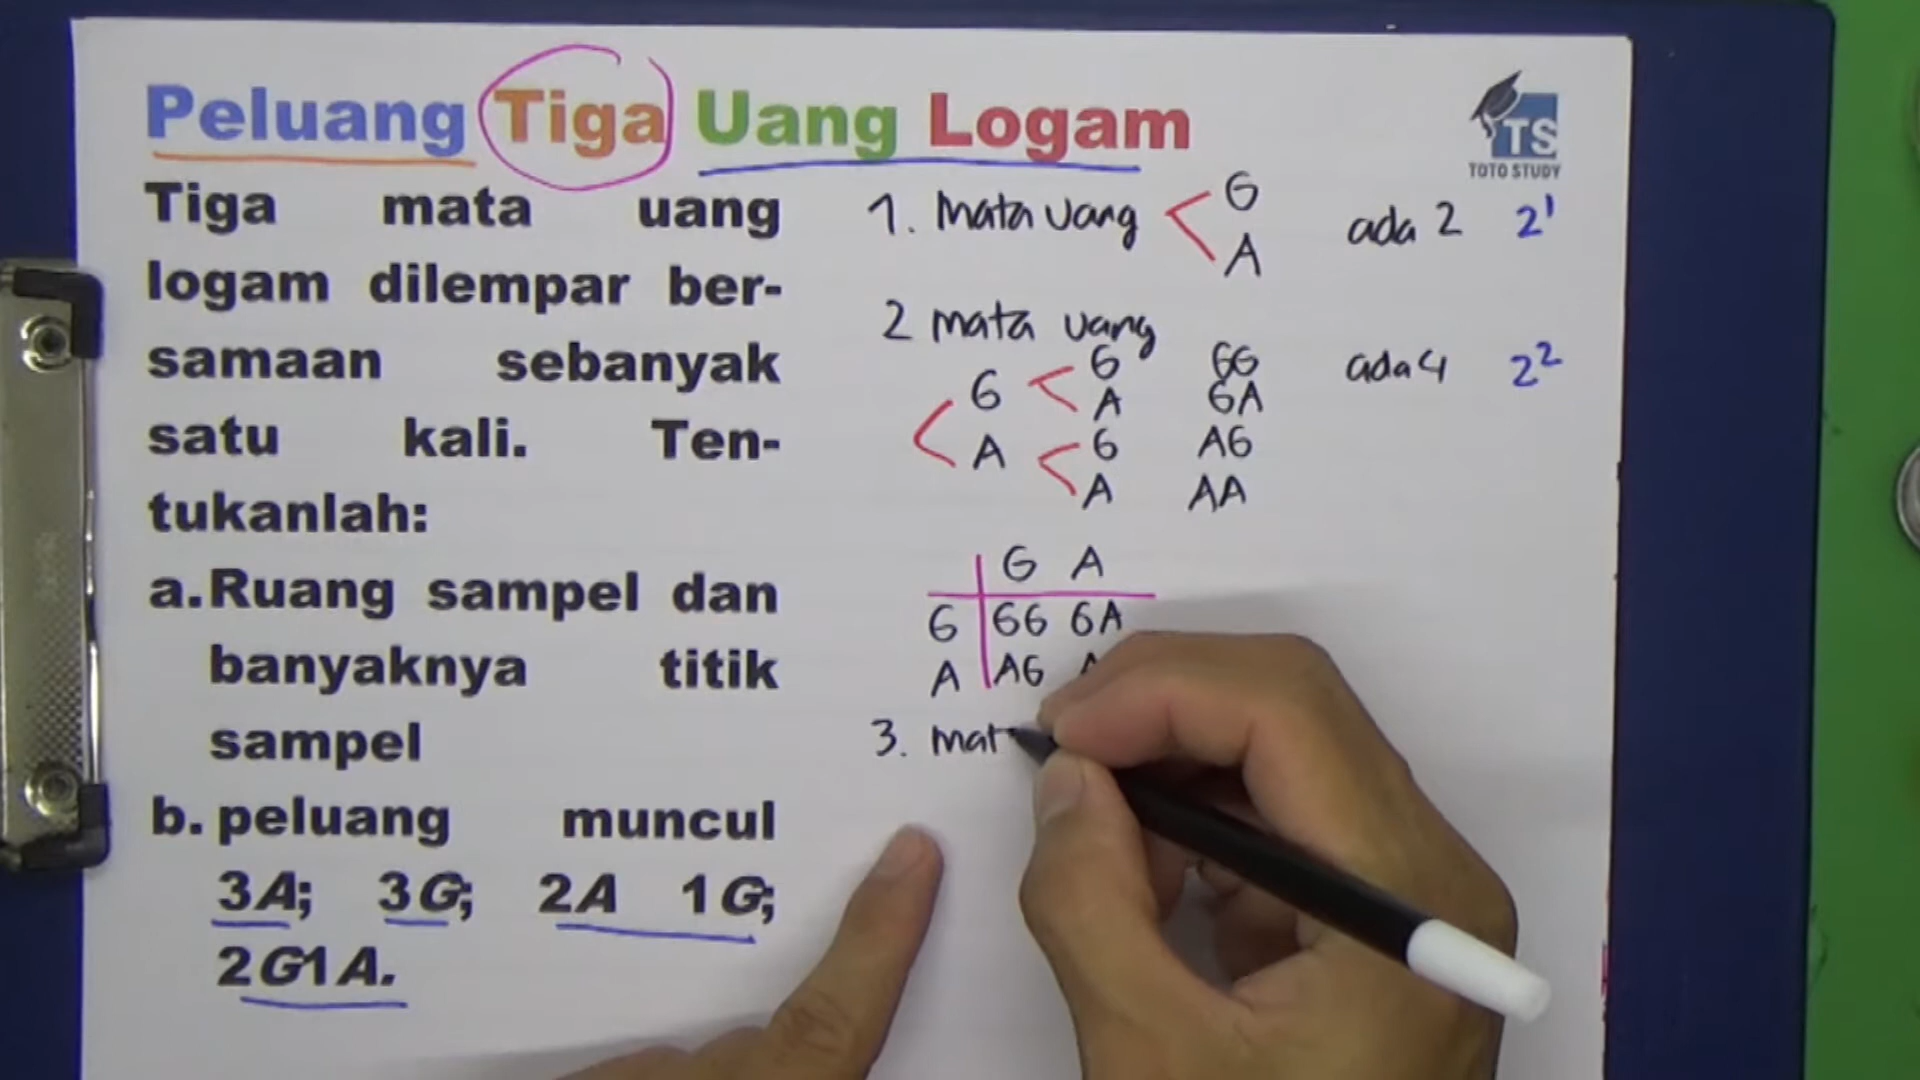 Peluang Tiga Uang Logam
TS
TOTO STUDY
Tiga mata uang
logam dilempar ber-
samaan sebanyak
satu kali. Ten-
tukanlah:
a. Ruang sampel dan
banyaknya titik
sampel
b. peluang muncul
3A; 3G; 2A 1G;
2G1A.
1. Mata uang G ada 2 2¹
A
2 mata uang
G G GG ada 4 2²
A GA
A G AG
A AA
G A
G GG GA
A AG
3. mat